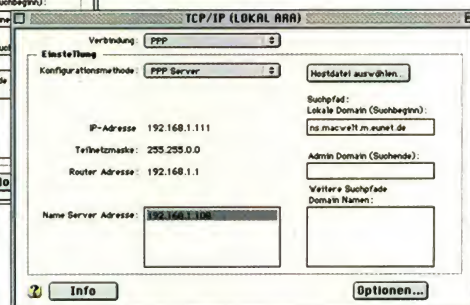 TCP/IP (LOKAL ARA)
Verbindung: PPP
Einstellung
Konfigurationsmethode: PPP Server
Hostdatei auswählen...
Suchpfad:
Lokale Domain (Suchbeginn):
IP-Adresse 192.168.1.111
ns.macwelt.m.eunet.de
Teilnetzmaske: 255.255.0.0
Admin Domain (Suchende):
Router Adresse: 192.168.1.1
Weitere Suchpfade
Domain Namen:
Name Server Adresse: 192.168.1.108
Info
Optionen...